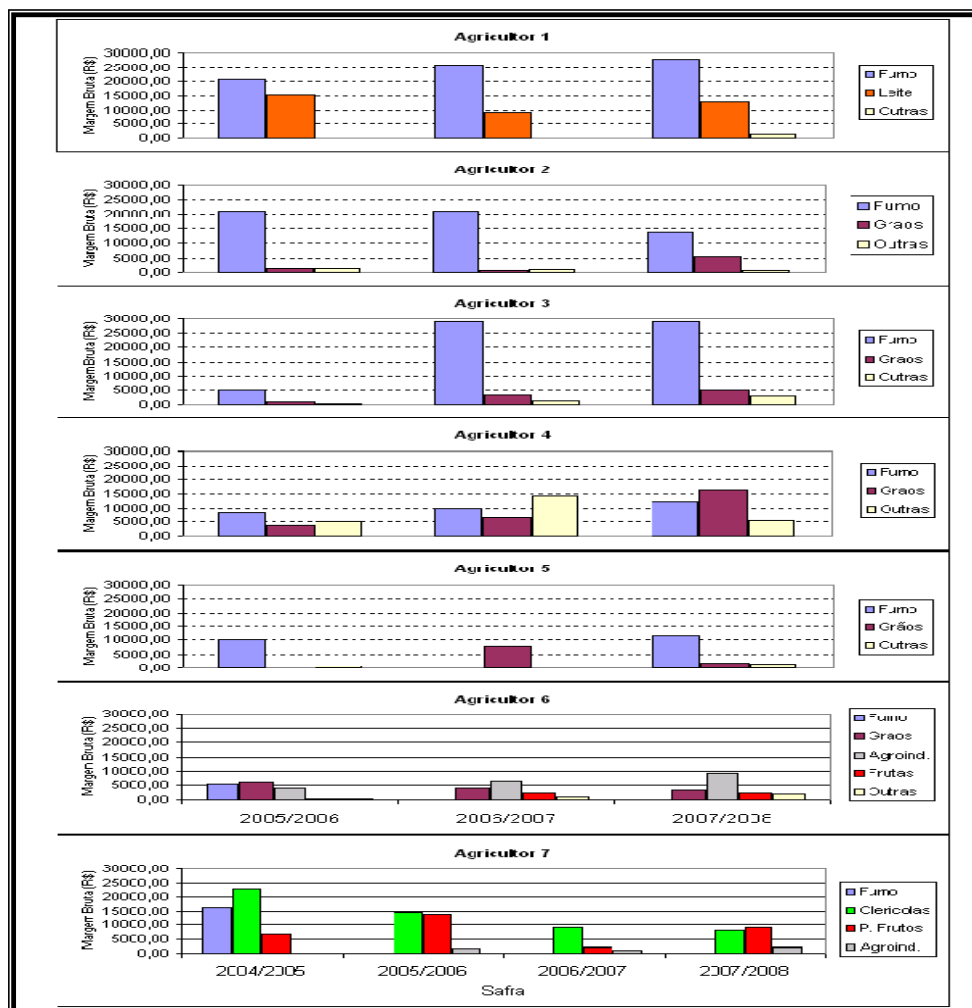 Agricultor 1
Margem Bruta (R$)
30000,00
25000,00
20000,00
15000,00
10000,00
5000,00
0,00
Fumo
Leite
Cutras
Agricultor 2
Margem Bruta (R$)
30000,00
25000,00
20000,00
15000,00
10000,00
5000,00
0,00
Fumo
Graos
Outras
Agricultor 3
Margem Bruta (R$)
30000,00
25000,00
20000,00
15000,00
10000,00
5000,00
0,00
Fumo
Graos
Cutras
Agricultor 4
Margem Bruta (R$)
30000,00
25000,00
20000,00
15000,00
10000,00
5000,00
0,00
Fumo
Graos
Outras
Agricultor 5
Margem Bruta (R$)
30000,00
25000,00
20000,00
15000,00
10000,00
5000,00
0,00
Fumo
Grãos
Cutras
Agricultor 6
Margem Bruta (R$)
30000,00
25000,00
20000,00
15000,00
10000,00
5000,00
0,00
2005/2006
2006/2007
2007/2008
Fumo
Graos
Agroind.
Frutas
Outras
Agricultor 7
Margem Bruta (R$)
30000,00
25000,00
20000,00
15000,00
10000,00
5000,00
0,00
2004/2005
2005/2006
2006/2007
2007/2008
Safra
Fumo
Clericolas
P. Frutos
Agroind.